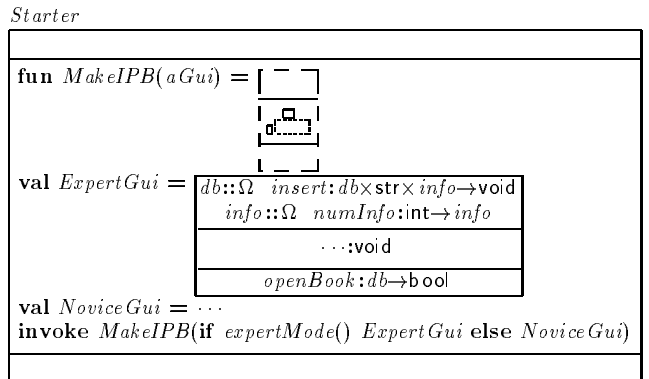 Starter
fun MakeIPB(aGui) =
val ExpertGui =
db::Ω insert:db×str×info→void
info::Ω numInfo:int→info
···:void
openBook:db→bool
val NoviceGui = ···
invoke MakeIPB(if expertMode() ExpertGui else NoviceGui)